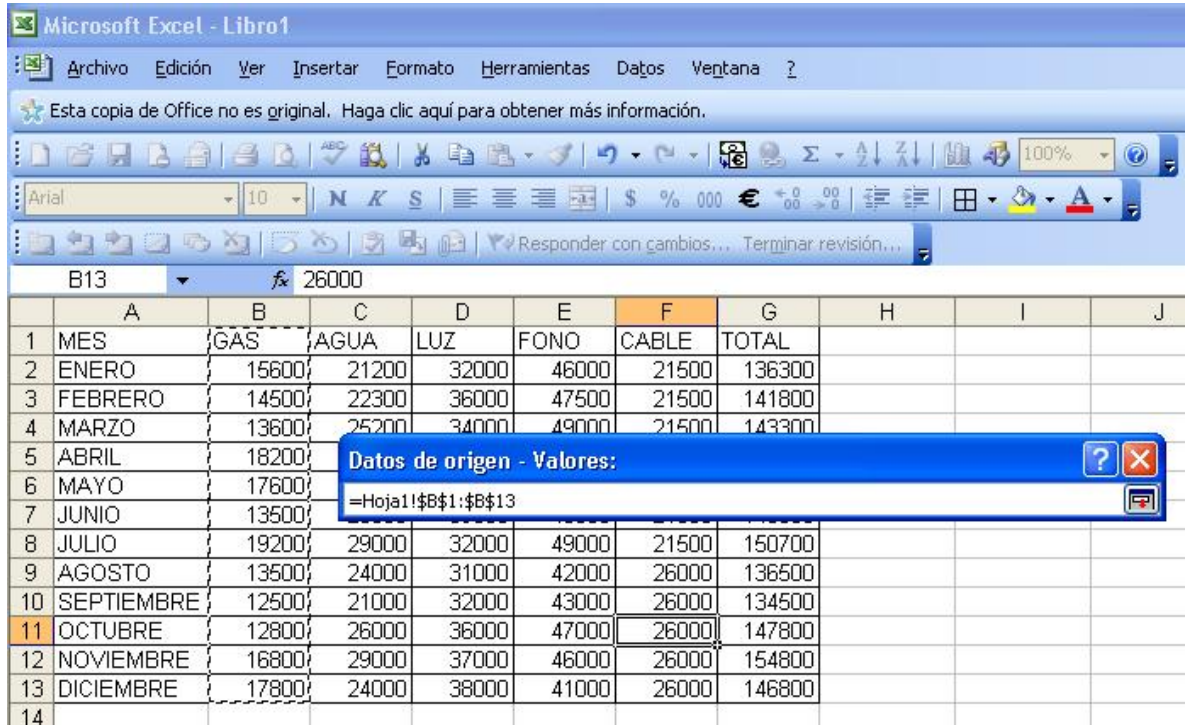 Microsoft Excel - Libro1
Archivo Edición Ver Insertar Formato Herramientas Datos Ventana ?
Esta copia de Office no es original. Haga clic aquí para obtener más información.
100%
Arial 10 N K S $ % 000 €
Responder con cambios... Terminar revisión...
B13 fx 26000
A B C D E F G H I J
1 MES GAS AGUA LUZ FONO CABLE TOTAL
2 ENERO 15600 21200 32000 46000 21500 136300
3 FEBRERO 14500 22300 36000 47500 21500 141800
4 MARZO 13600 25200 34000 49000 21500 143300
5 ABRIL 18200
Datos de origen - Valores:
6 MAYO 17600
=Hoja1!$B$1:$B$13
7 JUNIO 13500
8 JULIO 19200 29000 32000 49000 21500 150700
9 AGOSTO 13500 24000 31000 42000 26000 136500
10 SEPTIEMBRE 12500 21000 32000 43000 26000 134500
11 OCTUBRE 12800 26000 36000 47000 26000 147800
12 NOVIEMBRE 16800 29000 37000 46000 26000 154800
13 DICIEMBRE 17800 24000 38000 41000 26000 146800
14